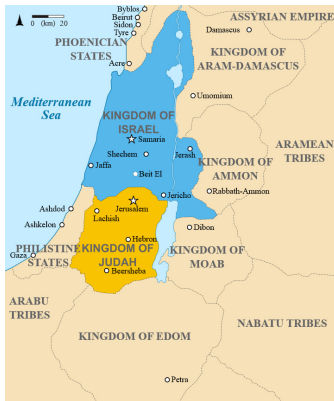 Byblos
0 (km) 20
Beirut
Sidon
Tyre
ASSYRIAN EMPIRE
Damascus
PHOENICIAN
STATES
KINGDOM OF
ARAM-DAMASCUS
Acre
Mediterranean
Sea
Umomium
KINGDOM OF
ISRAEL
Samaria
ARAMEAN
TRIBES
Shechem
Jerash
KINGDOM OF
AMMON
Jaffa
Beit El
Jericho
Rabbath-Ammon
Jerusalem
Ashdod
Lachish
Ashkelon
Dibon
Hebron
Gaza
PHILISTINE
STATES
KINGDOM OF
JUDAH
KINGDOM OF
MOAB
Beersheba
ARABU
TRIBES
NABATU TRIBES
KINGDOM OF EDOM
Petra